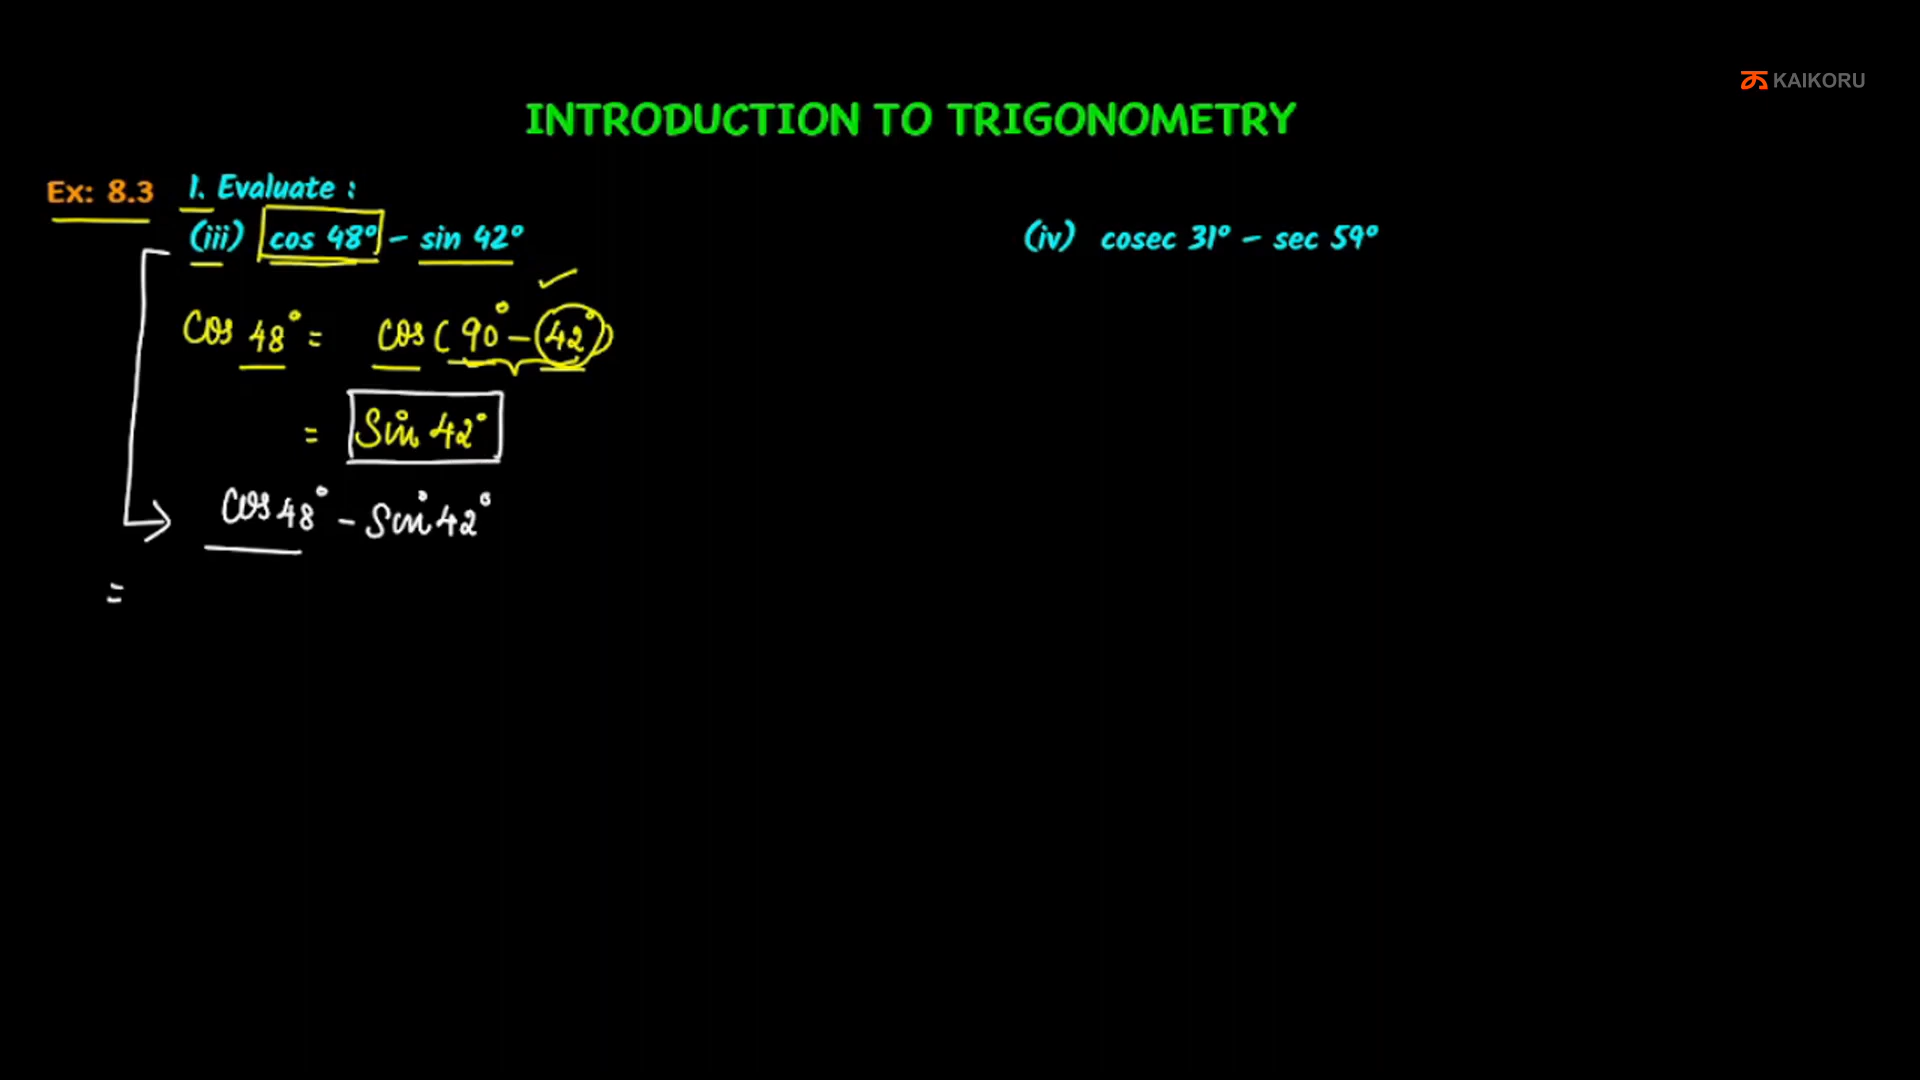 KAIKORU
INTRODUCTION TO TRIGONOMETRY
Ex: 8.3 1. Evaluate :
(iii) cos 48° – sin 42°
(iv) cosec 31° – sec 59°
Cos 48° = cos (90° – 42°)
= Sin 42°
Cos 48° – Sin 42°
=